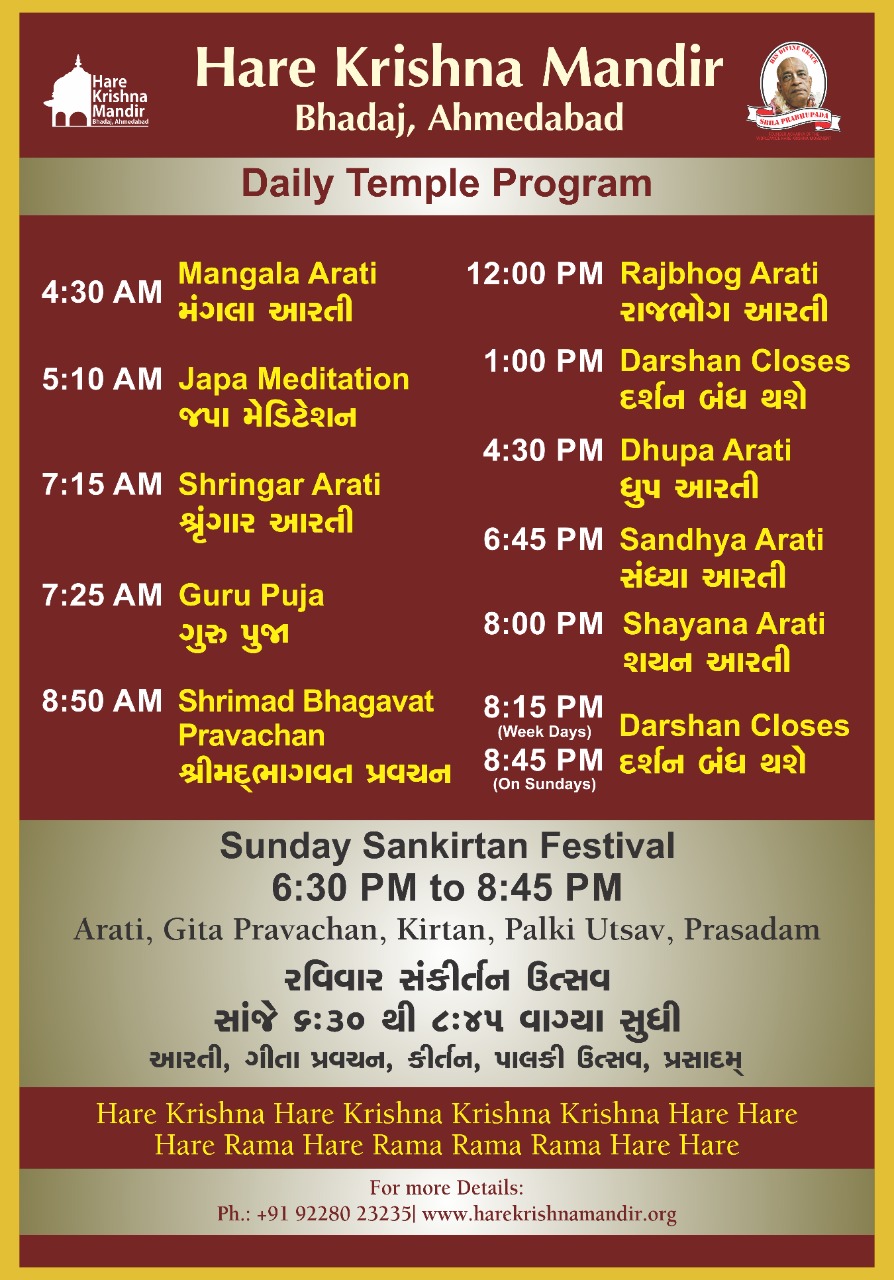 Hare
Krishna
Mandir
Bhadaj, Ahmedabad
Hare Krishna Mandir
Bhadaj, Ahmedabad
HIS DIVINE GRACE
SRILA PRABHUPADA
Daily Temple Program
4:30 AM Mangala Arati
મંગલા આરતી
5:10 AM Japa Meditation
જપા મેડિટેશન
7:15 AM Shringar Arati
શ્રૃંગાર આરતી
7:25 AM Guru Puja
ગુરુ પુજા
8:50 AM Shrimad Bhagavat
Pravachan
શ્રીમદ્ભાગવત પ્રવચન
12:00 PM Rajbhog Arati
રાજભોગ આરતી
1:00 PM Darshan Closes
દર્શન બંધ થશે
4:30 PM Dhupa Arati
ધુપ આરતી
6:45 PM Sandhya Arati
સંધ્યા આરતી
8:00 PM Shayana Arati
શયન આરતી
8:15 PM
(Week Days)
Darshan Closes
8:45 PM દર્શન બંધ થશે
(On Sundays)
Sunday Sankirtan Festival
6:30 PM to 8:45 PM
Arati, Gita Pravachan, Kirtan, Palki Utsav, Prasadam
રવિવાર સંકીર્તન ઉત્સવ
સાંજે ૬:૩૦ થી ૮:૪૫ વાગ્યા સુધી
આરતી, ગીતા પ્રવચન, કીર્તન, પાલકી ઉત્સવ, પ્રસાદમ્
Hare Krishna Hare Krishna Krishna Krishna Hare Hare
Hare Rama Hare Rama Rama Rama Hare Hare
For more Details:
Ph.: +91 92280 23235| www.harekrishnamandir.org